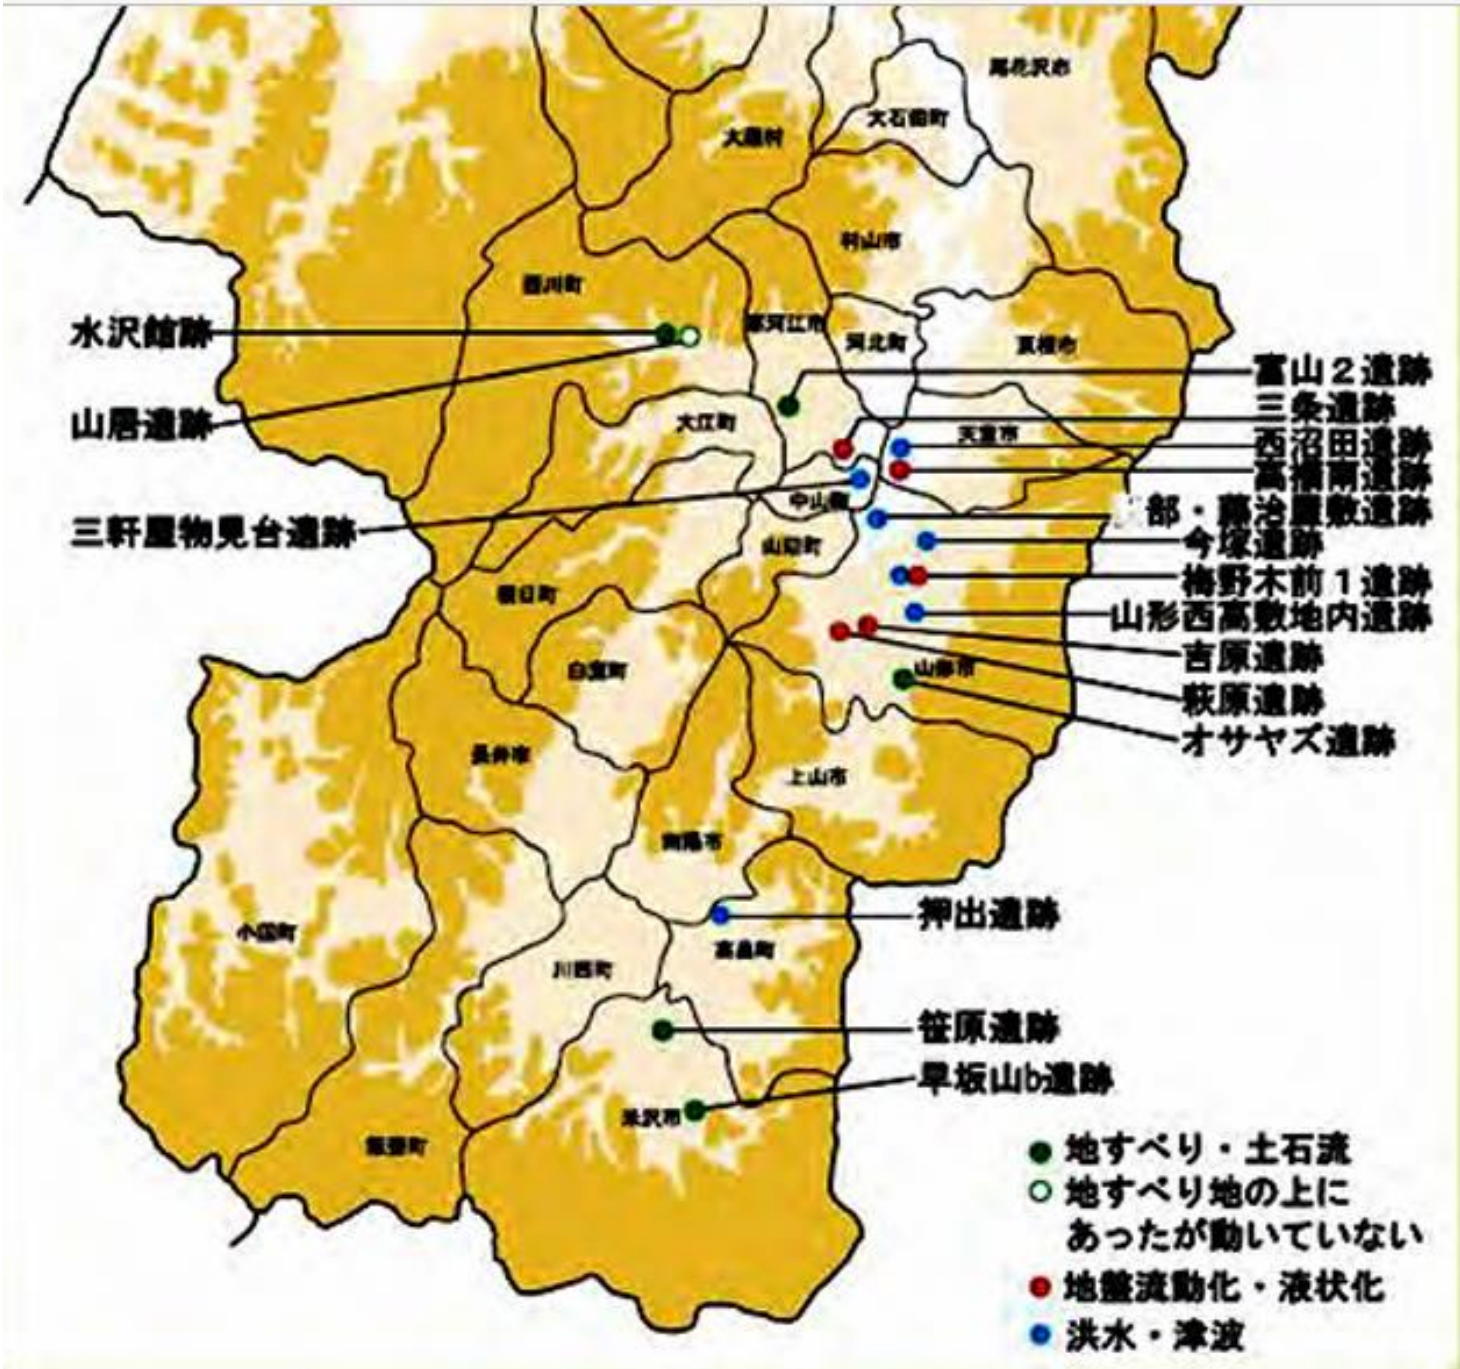 尾花沢市
大石田町
大蔵村
村山市
西川町
寒河江市
河北町
東根市
水沢館跡
山居遺跡
富山２遺跡
三条遺跡
大江町
天童市
西沼田遺跡
高擶南遺跡
中山町
三軒屋物見台遺跡
部・藤治屋敷遺跡
山辺町
今塚遺跡
梅野木前１遺跡
朝日町
山形西高敷地内遺跡
吉原遺跡
白鷹町
山形市
萩原遺跡
オサヤズ遺跡
長井市
上山市
南陽市
押出遺跡
小国町
高畠町
川西町
笹原遺跡
早坂山b遺跡
米沢市
飯豊町
地すべり・土石流
地すべり地の上に
あったが動いていない
地盤流動化・液状化
洪水・津波